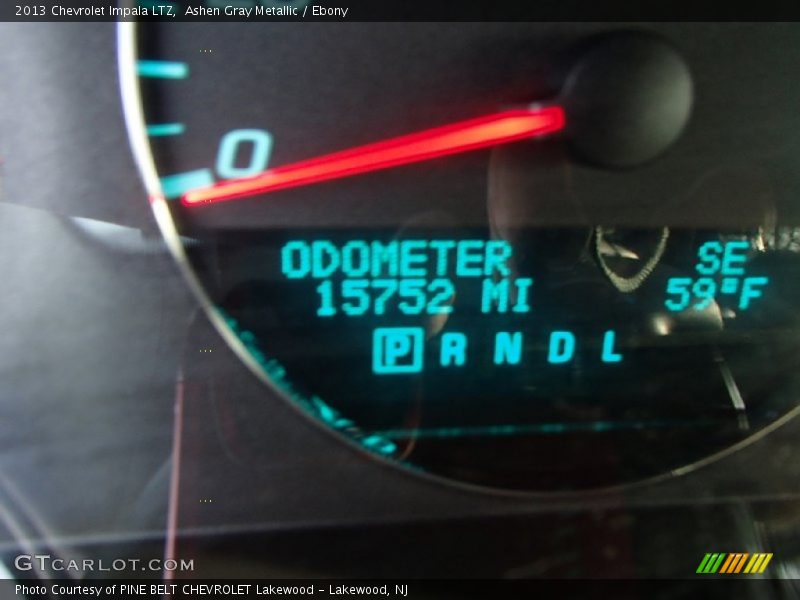 2013 Chevrolet Impala LTZ,  Ashen Gray Metallic / Ebony
0
ODOMETER SE
15752 MI 59°F
P R N D L
GTCARLOT.COM
Photo Courtesy of PINE BELT CHEVROLET Lakewood - Lakewood, NJ